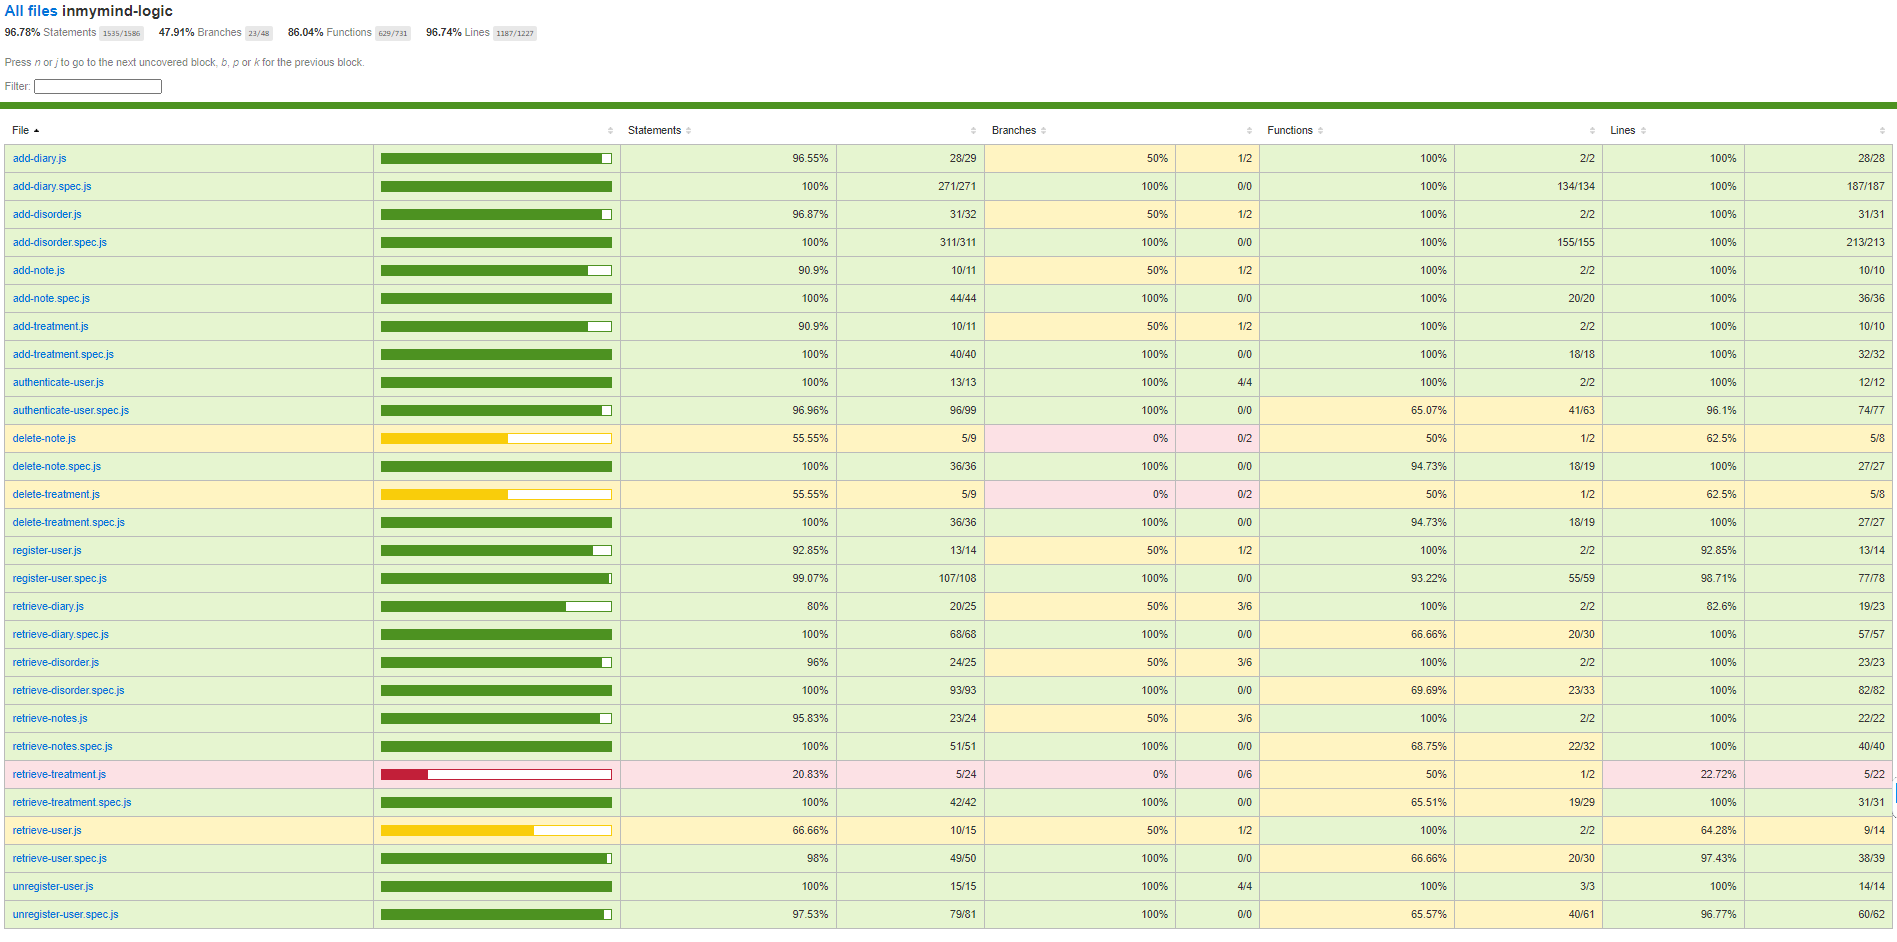 All files inmymind-logic
96.78% Statements 1535/1586 47.91% Branches 23/48 86.04% Functions 629/731 96.74% Lines 1187/1227
Press n or j to go to the next uncovered block, b, p or k for the previous block.
Filter:
File Statements Branches Functions Lines
add-diary.js 96.55% 28/29 50% 1/2 100% 2/2 100% 28/28
add-diary.spec.js 100% 271/271 100% 0/0 100% 134/134 100% 187/187
add-disorder.js 96.87% 31/32 50% 1/2 100% 2/2 100% 31/31
add-disorder.spec.js 100% 311/311 100% 0/0 100% 155/155 100% 213/213
add-note.js 90.9% 10/11 50% 1/2 100% 2/2 100% 10/10
add-note.spec.js 100% 44/44 100% 0/0 100% 20/20 100% 36/36
add-treatment.js 90.9% 10/11 50% 1/2 100% 2/2 100% 10/10
add-treatment.spec.js 100% 40/40 100% 0/0 100% 18/18 100% 32/32
authenticate-user.js 100% 13/13 100% 4/4 100% 2/2 100% 12/12
authenticate-user.spec.js 96.96% 96/99 100% 0/0 65.07% 41/63 96.1% 74/77
delete-note.js 55.55% 5/9 0% 0/2 50% 1/2 62.5% 5/8
delete-note.spec.js 100% 36/36 100% 0/0 94.73% 18/19 100% 27/27
delete-treatment.js 55.55% 5/9 0% 0/2 50% 1/2 62.5% 5/8
delete-treatment.spec.js 100% 36/36 100% 0/0 94.73% 18/19 100% 27/27
register-user.js 92.85% 13/14 50% 1/2 100% 2/2 92.85% 13/14
register-user.spec.js 99.07% 107/108 100% 0/0 93.22% 55/59 98.71% 77/78
retrieve-diary.js 80% 20/25 50% 3/6 100% 2/2 82.6% 19/23
retrieve-diary.spec.js 100% 68/68 100% 0/0 66.66% 20/30 100% 57/57
retrieve-disorder.js 96% 24/25 50% 3/6 100% 2/2 100% 23/23
retrieve-disorder.spec.js 100% 93/93 100% 0/0 69.69% 23/33 100% 82/82
retrieve-notes.js 95.83% 23/24 50% 3/6 100% 2/2 100% 22/22
retrieve-notes.spec.js 100% 51/51 100% 0/0 68.75% 22/32 100% 40/40
retrieve-treatment.js 20.83% 5/24 0% 0/6 50% 1/2 22.72% 5/22
retrieve-treatment.spec.js 100% 42/42 100% 0/0 65.51% 19/29 100% 31/31
retrieve-user.js 66.66% 10/15 50% 1/2 100% 2/2 64.28% 9/14
retrieve-user.spec.js 98% 49/50 100% 0/0 66.66% 20/30 97.43% 38/39
unregister-user.js 100% 15/15 100% 4/4 100% 3/3 100% 14/14
unregister-user.spec.js 97.53% 79/81 100% 0/0 65.57% 40/61 96.77% 60/62